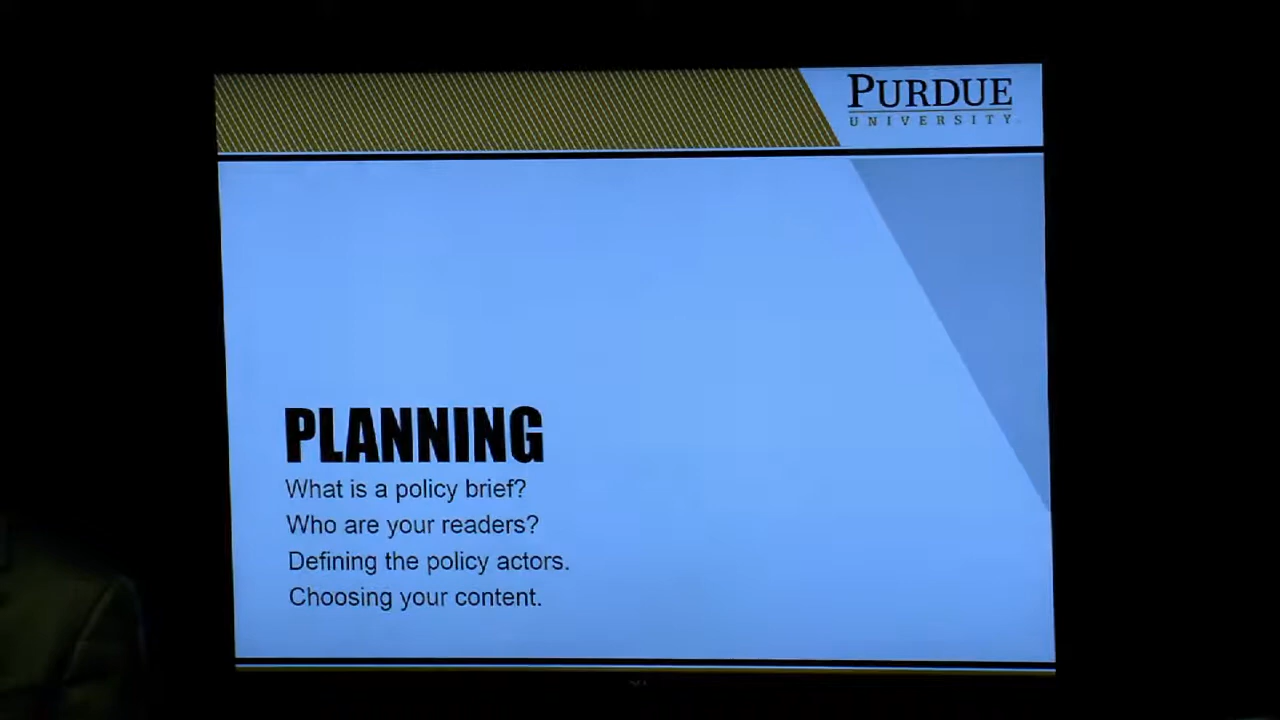 PURDUE
UNIVERSITY
PLANNING
What is a policy brief?
Who are your readers?
Defining the policy actors.
Choosing your content.